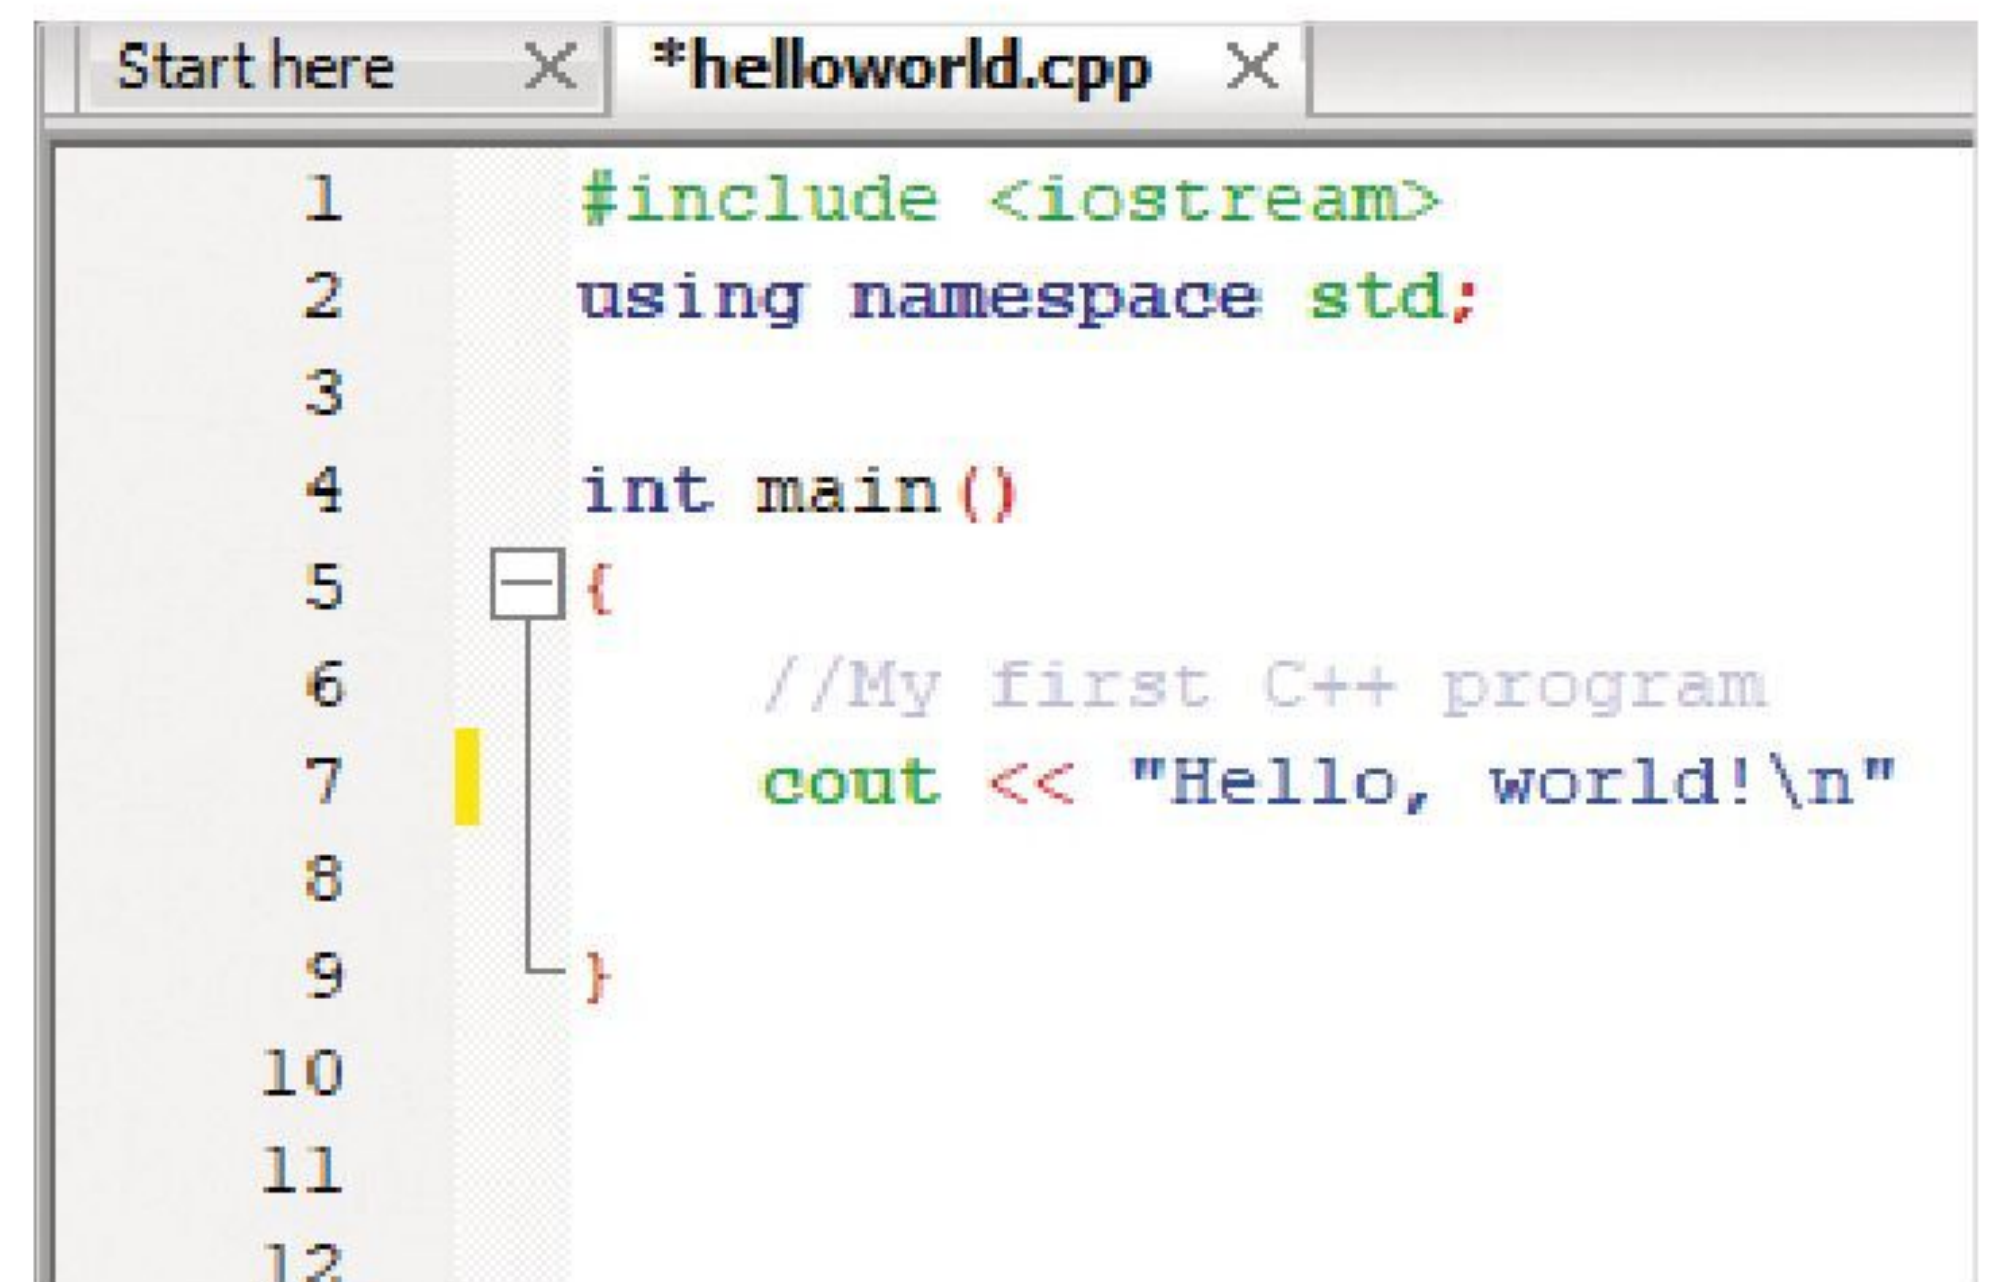 Start here *helloworld.cpp
1 #include <iostream>
2 using namespace std;
3
4 int main()
5 {
6 //My first C++ program
7 cout << "Hello, world!\n"
8
9 }
10
11
12